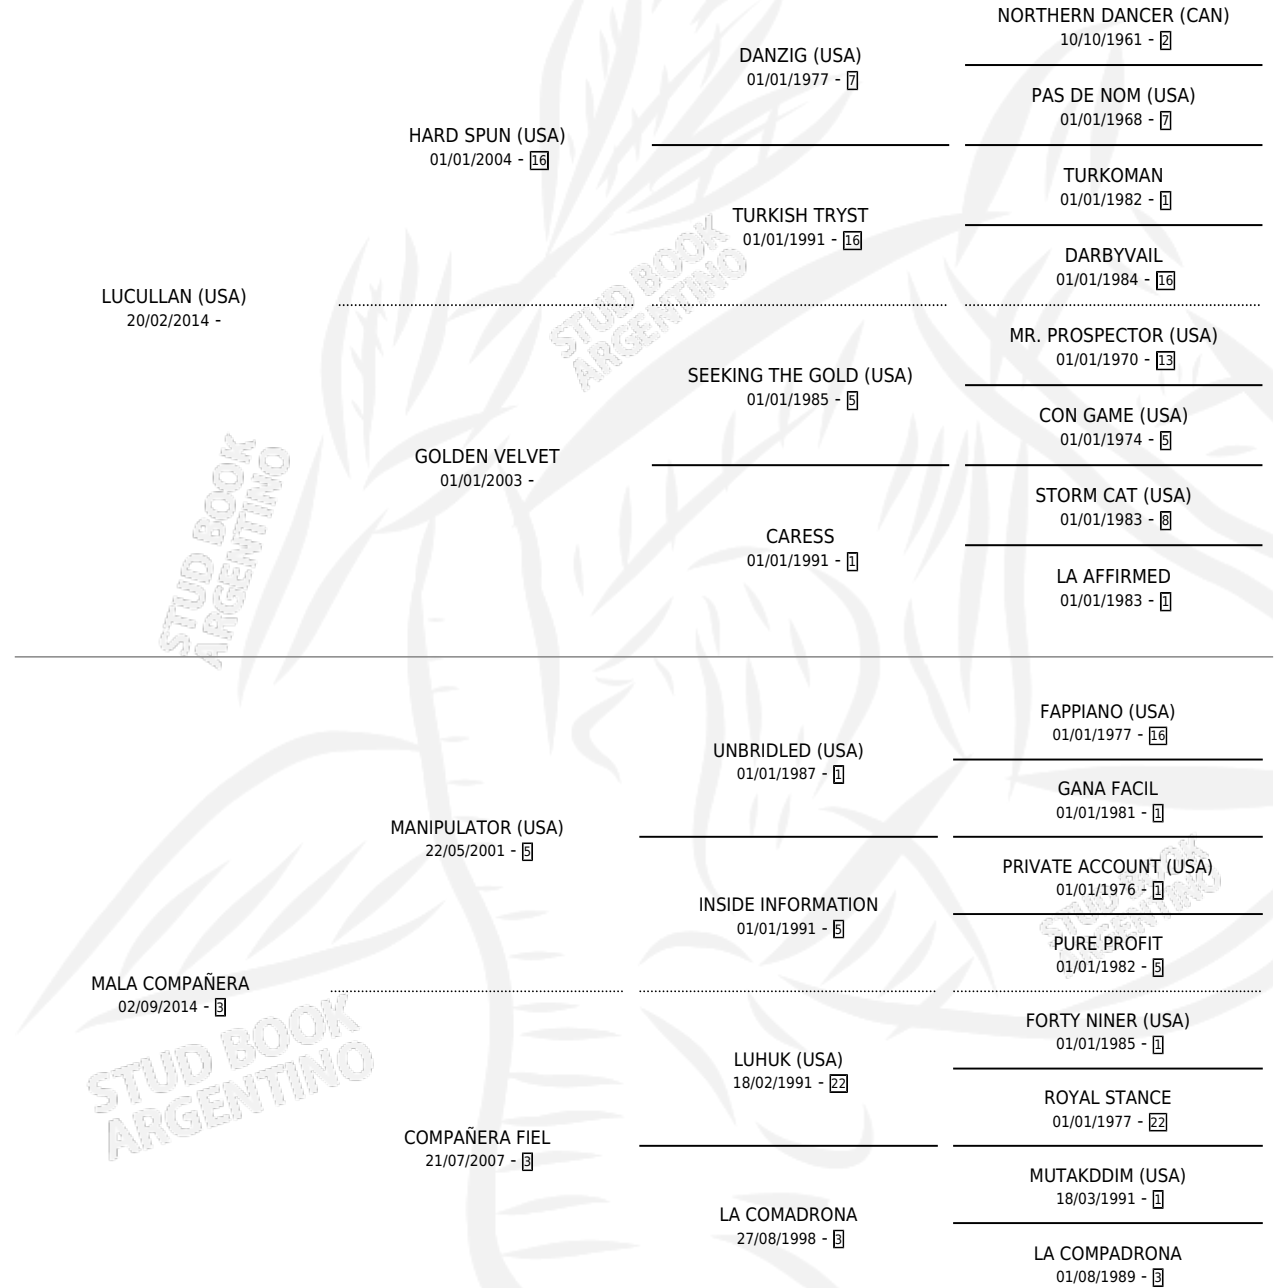 NORTHERN DANCER (CAN)
10/10/1961 - 2
DANZIG (USA)
01/01/1977 - 7
PAS DE NOM (USA)
01/01/1968 - 7
HARD SPUN (USA)
01/01/2004 - 16
TURKOMAN
01/01/1982 - 1
TURKISH TRYST
01/01/1991 - 16
DARBYVAIL
01/01/1984 - 16
LUCULLAN (USA)
20/02/2014 -
MR. PROSPECTOR (USA)
01/01/1970 - 13
SEEKING THE GOLD (USA)
01/01/1985 - 5
CON GAME (USA)
01/01/1974 - 5
GOLDEN VELVET
01/01/2003 -
STORM CAT (USA)
01/01/1983 - 8
CARESS
01/01/1991 - 1
LA AFFIRMED
01/01/1983 - 1
FAPPIANO (USA)
01/01/1977 - 16
UNBRIDLED (USA)
01/01/1987 - 1
GANA FACIL
01/01/1981 - 1
MANIPULATOR (USA)
22/05/2001 - 5
PRIVATE ACCOUNT (USA)
01/01/1976 - 1
INSIDE INFORMATION
01/01/1991 - 5
PURE PROFIT
01/01/1982 - 5
MALA COMPAÑERA
02/09/2014 - 3
FORTY NINER (USA)
01/01/1985 - 1
LUHUK (USA)
18/02/1991 - 22
ROYAL STANCE
01/01/1977 - 22
COMPAÑERA FIEL
21/07/2007 - 3
MUTAKDDIM (USA)
18/03/1991 - 1
LA COMADRONA
27/08/1998 - 3
LA COMPADRONA
01/08/1989 - 3
STUD BOOK
ARGENTINO
STUD BOOK
ARGENTINO
STUD BOOK
ARGENTINO
STUD BOOK
ARGENTINO